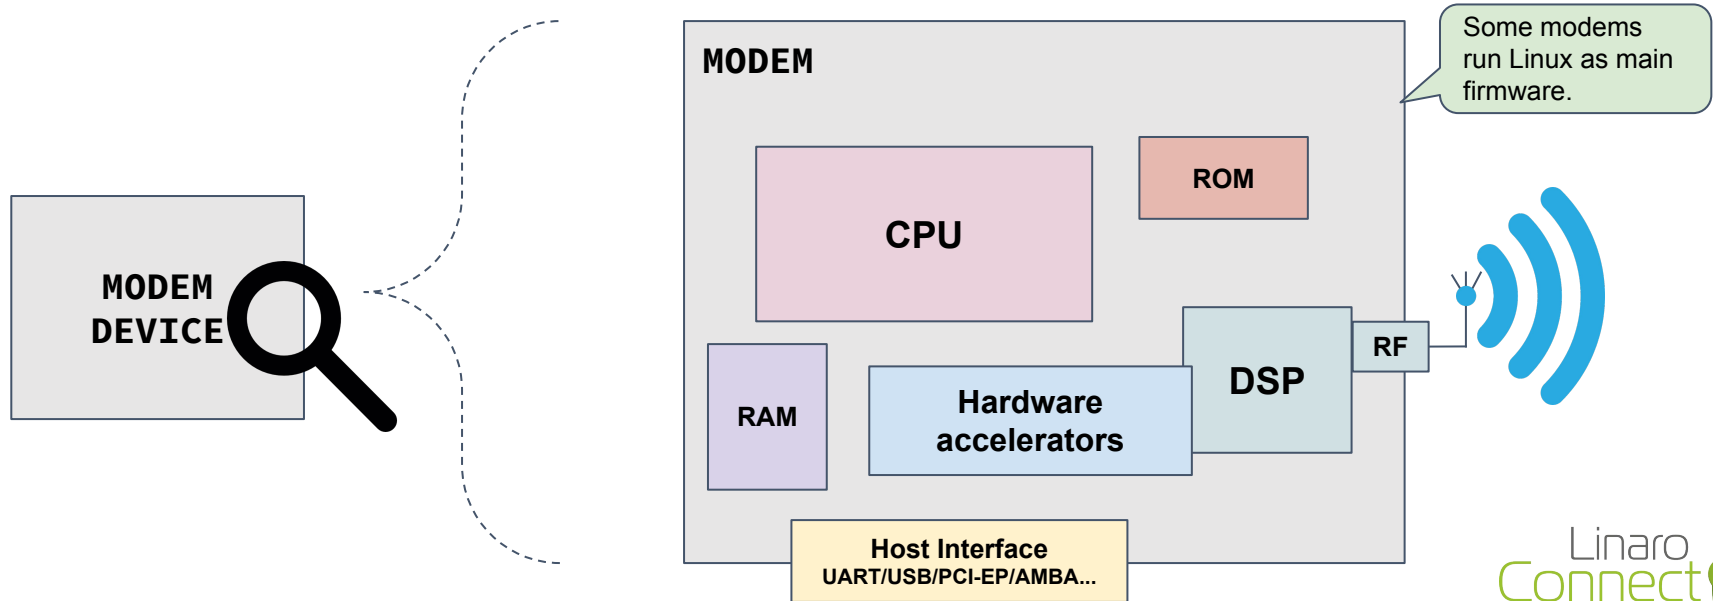 MODEM
DEVICE
MODEM
Some modems
run Linux as main
firmware.
CPU
ROM
RAM
Hardware
accelerators
DSP
RF
Host Interface
UART/USB/PCI-EP/AMBA...
Linaro
Connect